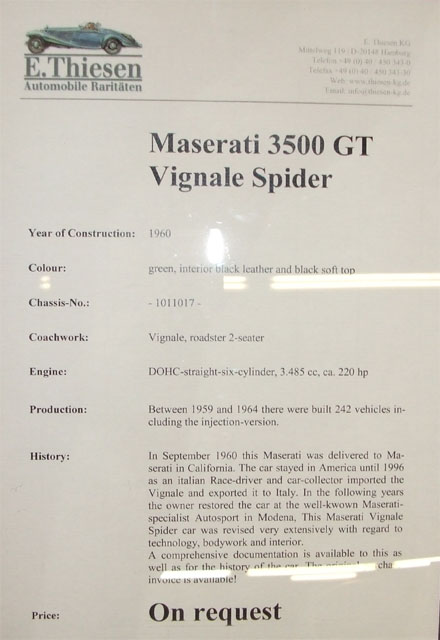 E.Thiesen
Automobile Raritäten
E. Thiesen KG
D-20148 Hamburg
Maserati 3500 GT
Vignale Spider
Year of Construction: 1960
Colour: green, interior black leather and black soft top
Chassis-No.: - 1011017 -
Coachwork: Vignale, roadster 2-seater
Engine: DOHC-straight-six-cylinder, 3.485 cc, ca. 220 hp
Production: Between 1959 and 1964 there were built 242 vehicles in-
cluding the injection-version.
History: In September 1960 this Maserati was delivered to Ma-
serati in California. The car stayed in America until 1996
as an italian Race-driver and car-collector imported the
Vignale and exported it to Italy. In the following years
the owner restored the car at the well-kwown Maserati-
specialist Autosport in Modena, This Maserati Vignale
Spider car was revised very extensively with regard to
technology, bodywork and interior.
A comprehensive documentation is available to this as
well as for the history of the car. The original
invoice is available!
Price: On request